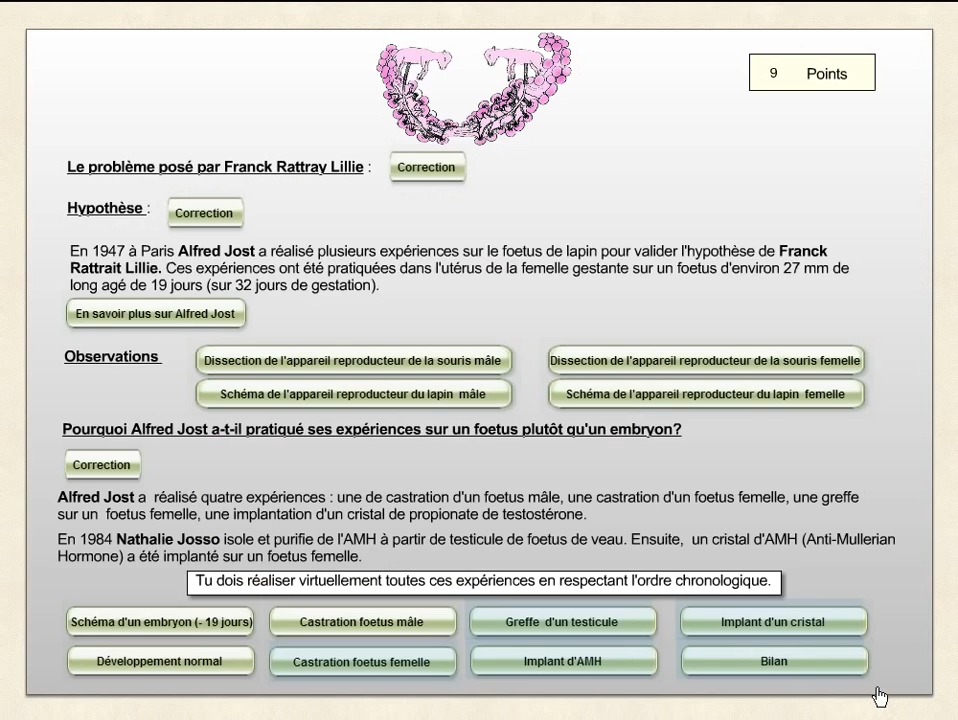 9 Points
Le problème posé par Franck Rattray Lillie : Correction
Hypothèse : Correction
En 1947 à Paris Alfred Jost a réalisé plusieurs expériences sur le foetus de lapin pour valider l'hypothèse de Franck
Rattrait Lillie. Ces expériences ont été pratiquées dans l'utérus de la femelle gestante sur un foetus d'environ 27 mm de
long agé de 19 jours (sur 32 jours de gestation).
En savoir plus sur Alfred Jost
Observations Dissection de l'appareil reproducteur de la souris mâle Dissection de l'appareil reproducteur de la souris femelle
Schéma de l'appareil reproducteur du lapin mâle Schéma de l'appareil reproducteur du lapin femelle
Pourquoi Alfred Jost a-t-il pratiqué ses expériences sur un foetus plutôt qu'un embryon?
Correction
Alfred Jost a réalisé quatre expériences : une de castration d'un foetus mâle, une castration d'un foetus femelle, une greffe
sur un foetus femelle, une implantation d'un cristal de propionate de testostérone.
En 1984 Nathalie Josso isole et purifie de l'AMH à partir de testicule de foetus de veau. Ensuite, un cristal d'AMH (Anti-Mullerian
Hormone) a été implanté sur un foetus femelle.
Tu dois réaliser virtuellement toutes ces expériences en respectant l'ordre chronologique.
Schéma d'un embryon (- 19 jours) Castration foetus mâle Greffe d'un testicule Implant d'un cristal
Développement normal Castration foetus femelle Implant d'AMH Bilan